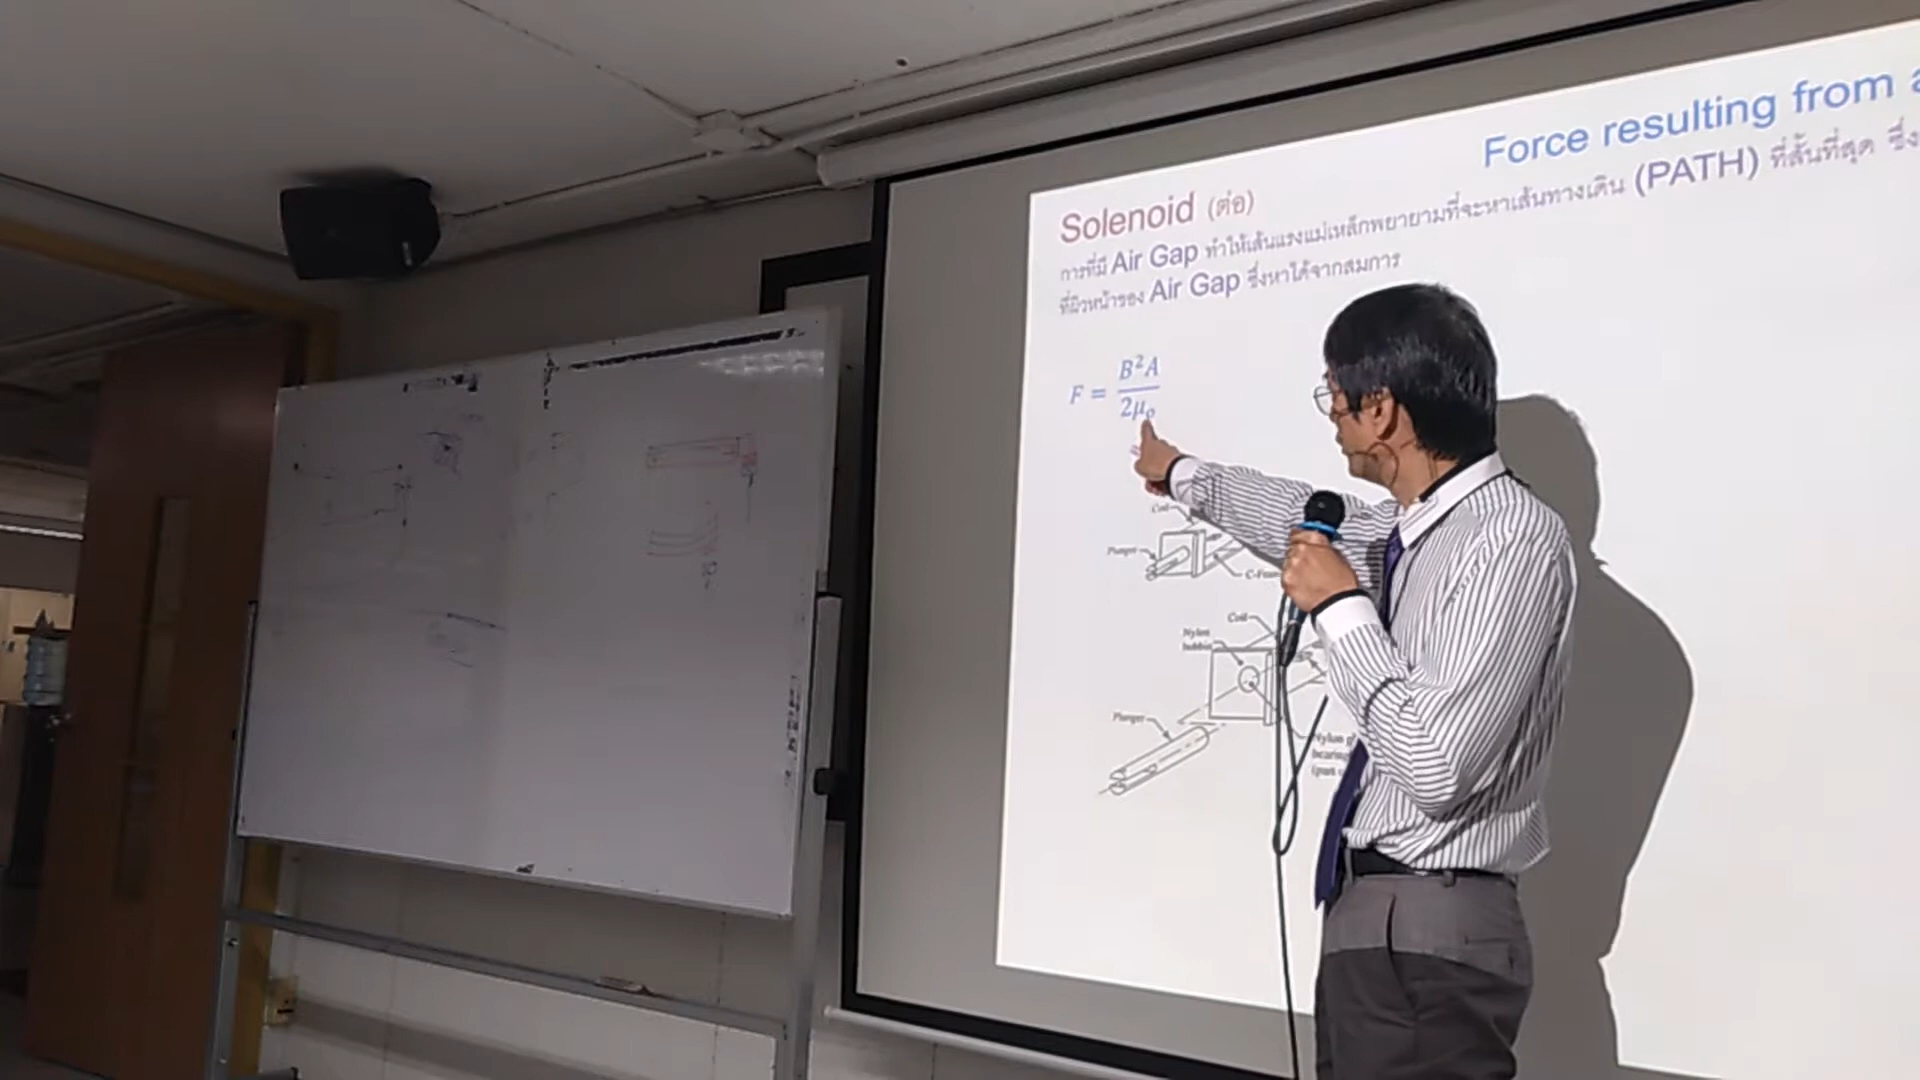 Force resulting from a
Solenoid (ต่อ)
การที่มี Air Gap ทำให้เส้นแรงแม่เหล็กพยายามที่จะหาเส้นทางเดิน (PATH) ที่สั้นที่สุด ซึ่ง
ที่ผิวหน้าของ Air Gap ซึ่งหาได้จากสมการ
F = B²A / 2μₒ
Coil
Plunger
C-Frame
Coil
Nylon
bobbin
Plunger
Nylon
bearing